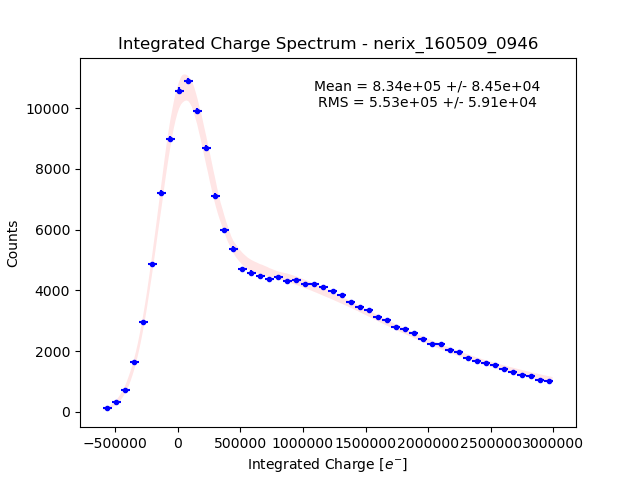 Integrated Charge Spectrum - nerix_160509_0946
Mean = 8.34e+05 +/- 8.45e+04
RMS = 5.53e+05 +/- 5.91e+04
Counts
10000
8000
6000
4000
2000
0
−500000 0 500000 1000000 1500000 2000000 2500000 3000000
Integrated Charge [e⁻]